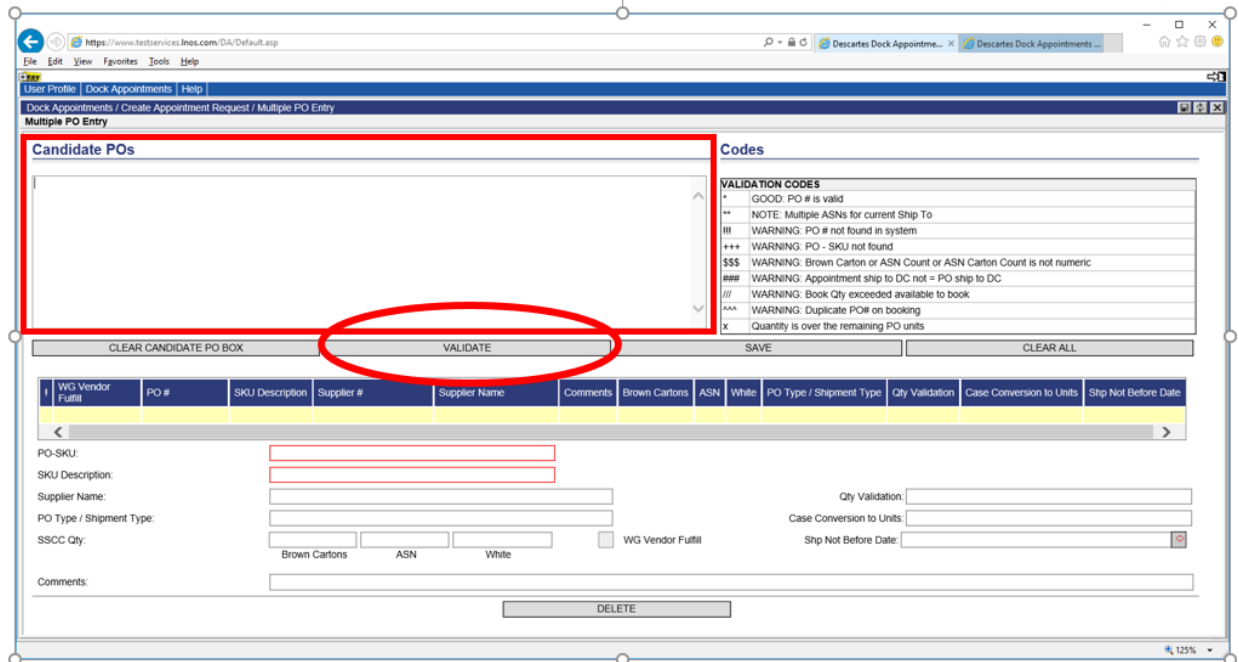 https://www.testservices.lnos.com/DA/Default.asp
Descartes Dock Appointme...
Descartes Dock Appointments ...
File Edit View Favorites Tools Help
User Profile Dock Appointments Help
Dock Appointments / Create Appointment Request / Multiple PO Entry
Multiple PO Entry
Candidate POs
Codes
VALIDATION CODES
* GOOD: PO # is valid
** NOTE: Multiple ASNs for current Ship To
!!! WARNING: PO # not found in system
+++ WARNING: PO - SKU not found
$$$ WARNING: Brown Carton or ASN Count or ASN Carton Count is not numeric
### WARNING: Appointment ship to DC not = PO ship to DC
/// WARNING: Book Qty exceeded available to book
^^^ WARNING: Duplicate PO# on booking
x Quantity is over the remaining PO units
CLEAR CANDIDATE PO BOX VALIDATE SAVE CLEAR ALL
! WG Vendor Fulfill PO # SKU Description Supplier # Supplier Name Comments Brown Cartons ASN White PO Type / Shipment Type Qty Validation Case Conversion to Units Shp Not Before Date
PO-SKU:
SKU Description:
Supplier Name: Qty Validation:
PO Type / Shipment Type: Case Conversion to Units:
SSCC Qty: WG Vendor Fulfill Shp Not Before Date:
Brown Cartons ASN White
Comments:
DELETE
125%